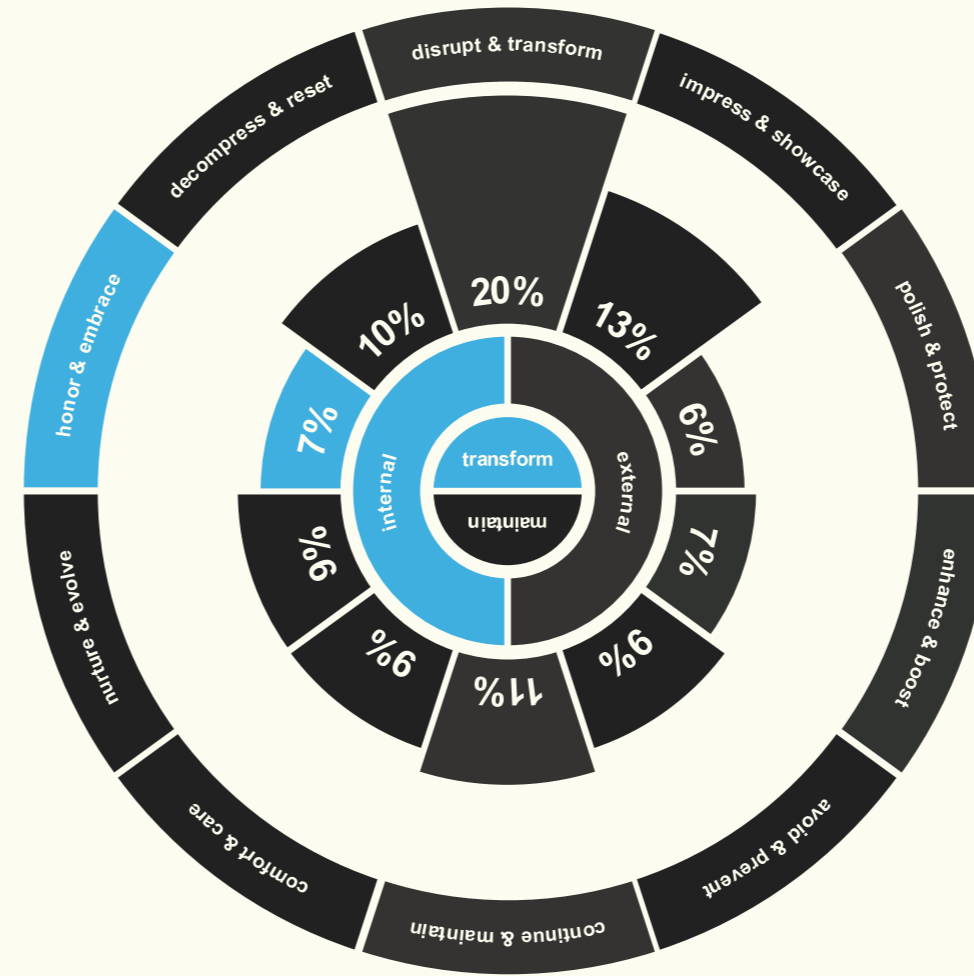 disrupt & transform
impress & showcase
polish & protect
enhance & boost
avoid & prevent
continue & maintain
comfort & care
nurture & evolve
honor & embrace
decompress & reset
20%
13%
6%
7%
9%
11%
9%
9%
7%
10%
internal
external
transform
maintain